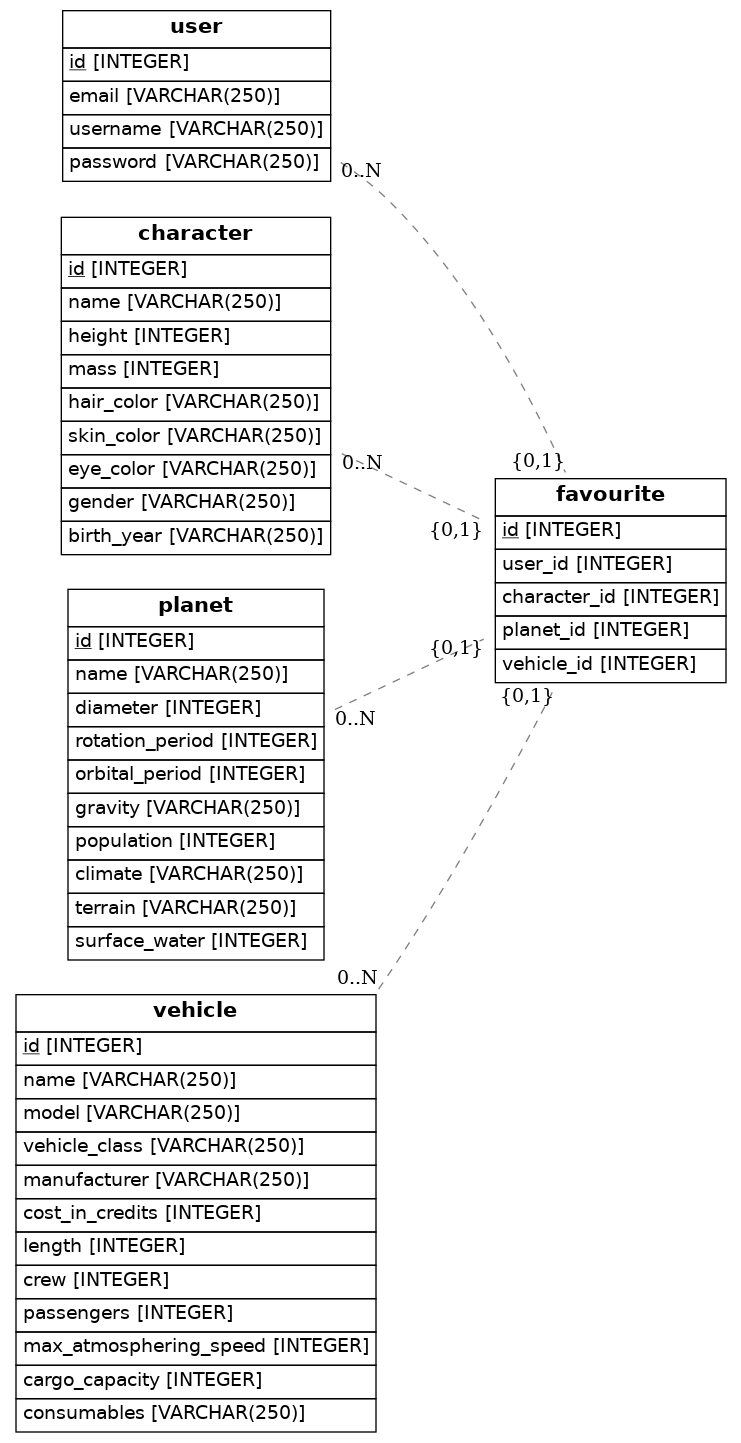 user
id [INTEGER]
email [VARCHAR(250)]
username [VARCHAR(250)]
password [VARCHAR(250)]
0..N
character
id [INTEGER]
name [VARCHAR(250)]
height [INTEGER]
mass [INTEGER]
hair_color [VARCHAR(250)]
skin_color [VARCHAR(250)]
eye_color [VARCHAR(250)]
gender [VARCHAR(250)]
birth_year [VARCHAR(250)]
0..N
{0,1}
{0,1}
favourite
id [INTEGER]
user_id [INTEGER]
character_id [INTEGER]
planet_id [INTEGER]
vehicle_id [INTEGER]
{0,1}
{0,1}
planet
id [INTEGER]
name [VARCHAR(250)]
diameter [INTEGER]
rotation_period [INTEGER]
orbital_period [INTEGER]
gravity [VARCHAR(250)]
population [INTEGER]
climate [VARCHAR(250)]
terrain [VARCHAR(250)]
surface_water [INTEGER]
0..N
0..N
vehicle
id [INTEGER]
name [VARCHAR(250)]
model [VARCHAR(250)]
vehicle_class [VARCHAR(250)]
manufacturer [VARCHAR(250)]
cost_in_credits [INTEGER]
length [INTEGER]
crew [INTEGER]
passengers [INTEGER]
max_atmosphering_speed [INTEGER]
cargo_capacity [INTEGER]
consumables [VARCHAR(250)]